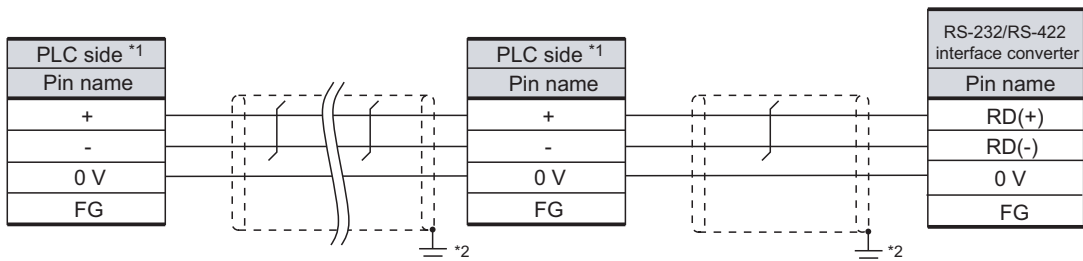 PLC side *1
Pin name
+
-
0 V
FG
PLC side *1
Pin name
+
-
0 V
FG
RS-232/RS-422
interface converter
Pin name
RD(+)
RD(-)
0 V
FG
*2
*2